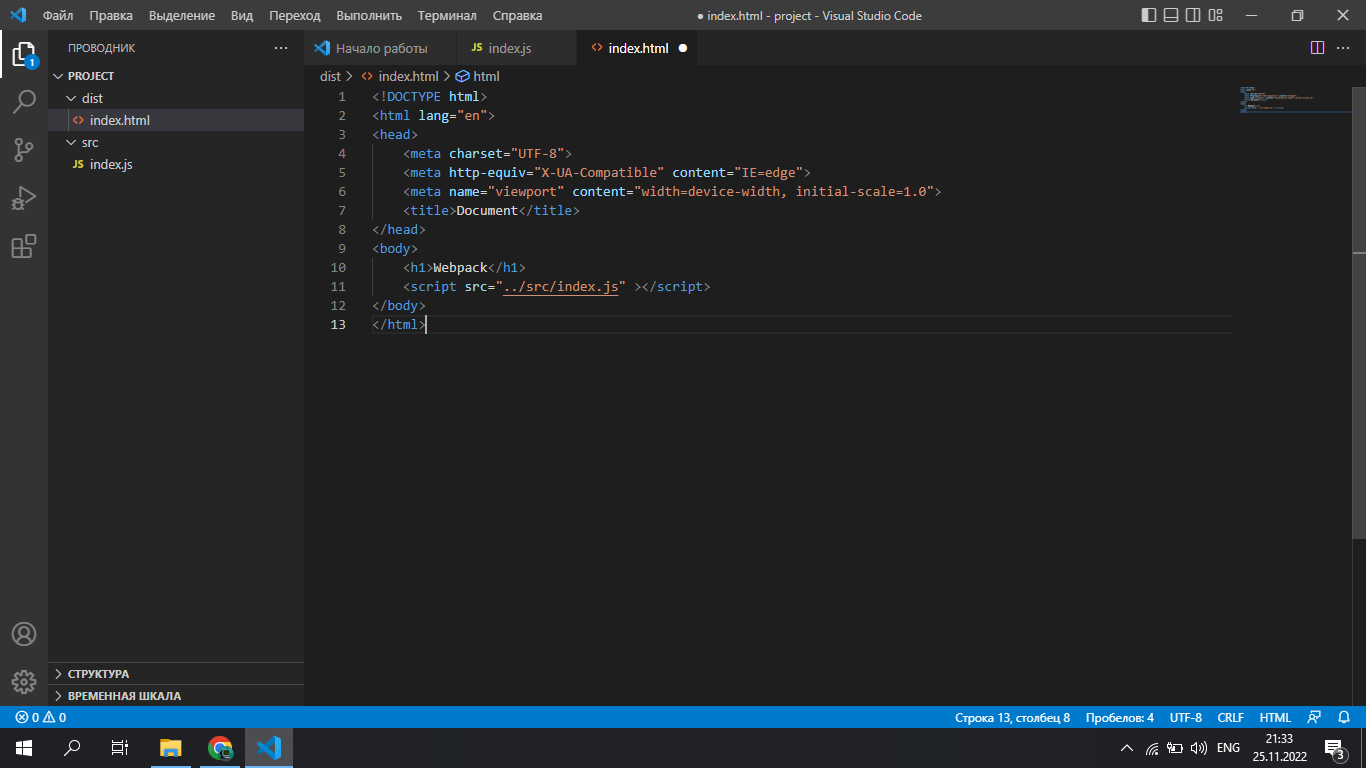 Файл Правка Выделение Вид Переход Выполнить Терминал Справка ● index.html - project - Visual Studio Code
ПРОВОДНИК
PROJECT
dist
index.html
src
JS index.js
СТРУКТУРА
ВРЕМЕННАЯ ШКАЛА
1
Начало работы JS index.js <> index.html
dist > <> index.html > html
1 <!DOCTYPE html>
2 <html lang="en">
3 <head>
4 <meta charset="UTF-8">
5 <meta http-equiv="X-UA-Compatible" content="IE=edge">
6 <meta name="viewport" content="width=device-width, initial-scale=1.0">
7 <title>Document</title>
8 </head>
9 <body>
10 <h1>Webpack</h1>
11 <script src="../src/index.js" ></script>
12 </body>
13 </html>
0 0 Строка 13, столбец 8 Пробелов: 4 UTF-8 CRLF HTML
ENG 21:33
25.11.2022
3